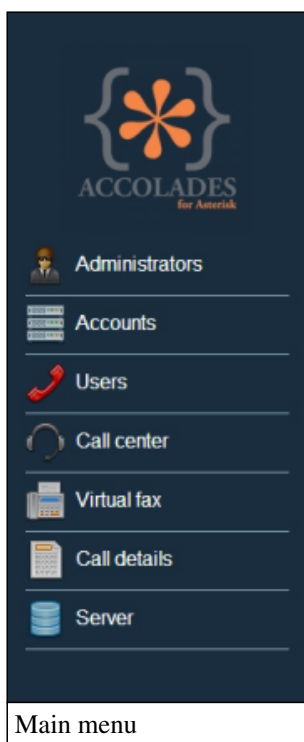 ACCOLADES
for Asterisk
Administrators
Accounts
Users
Call center
Virtual fax
Call details
Server
Main menu